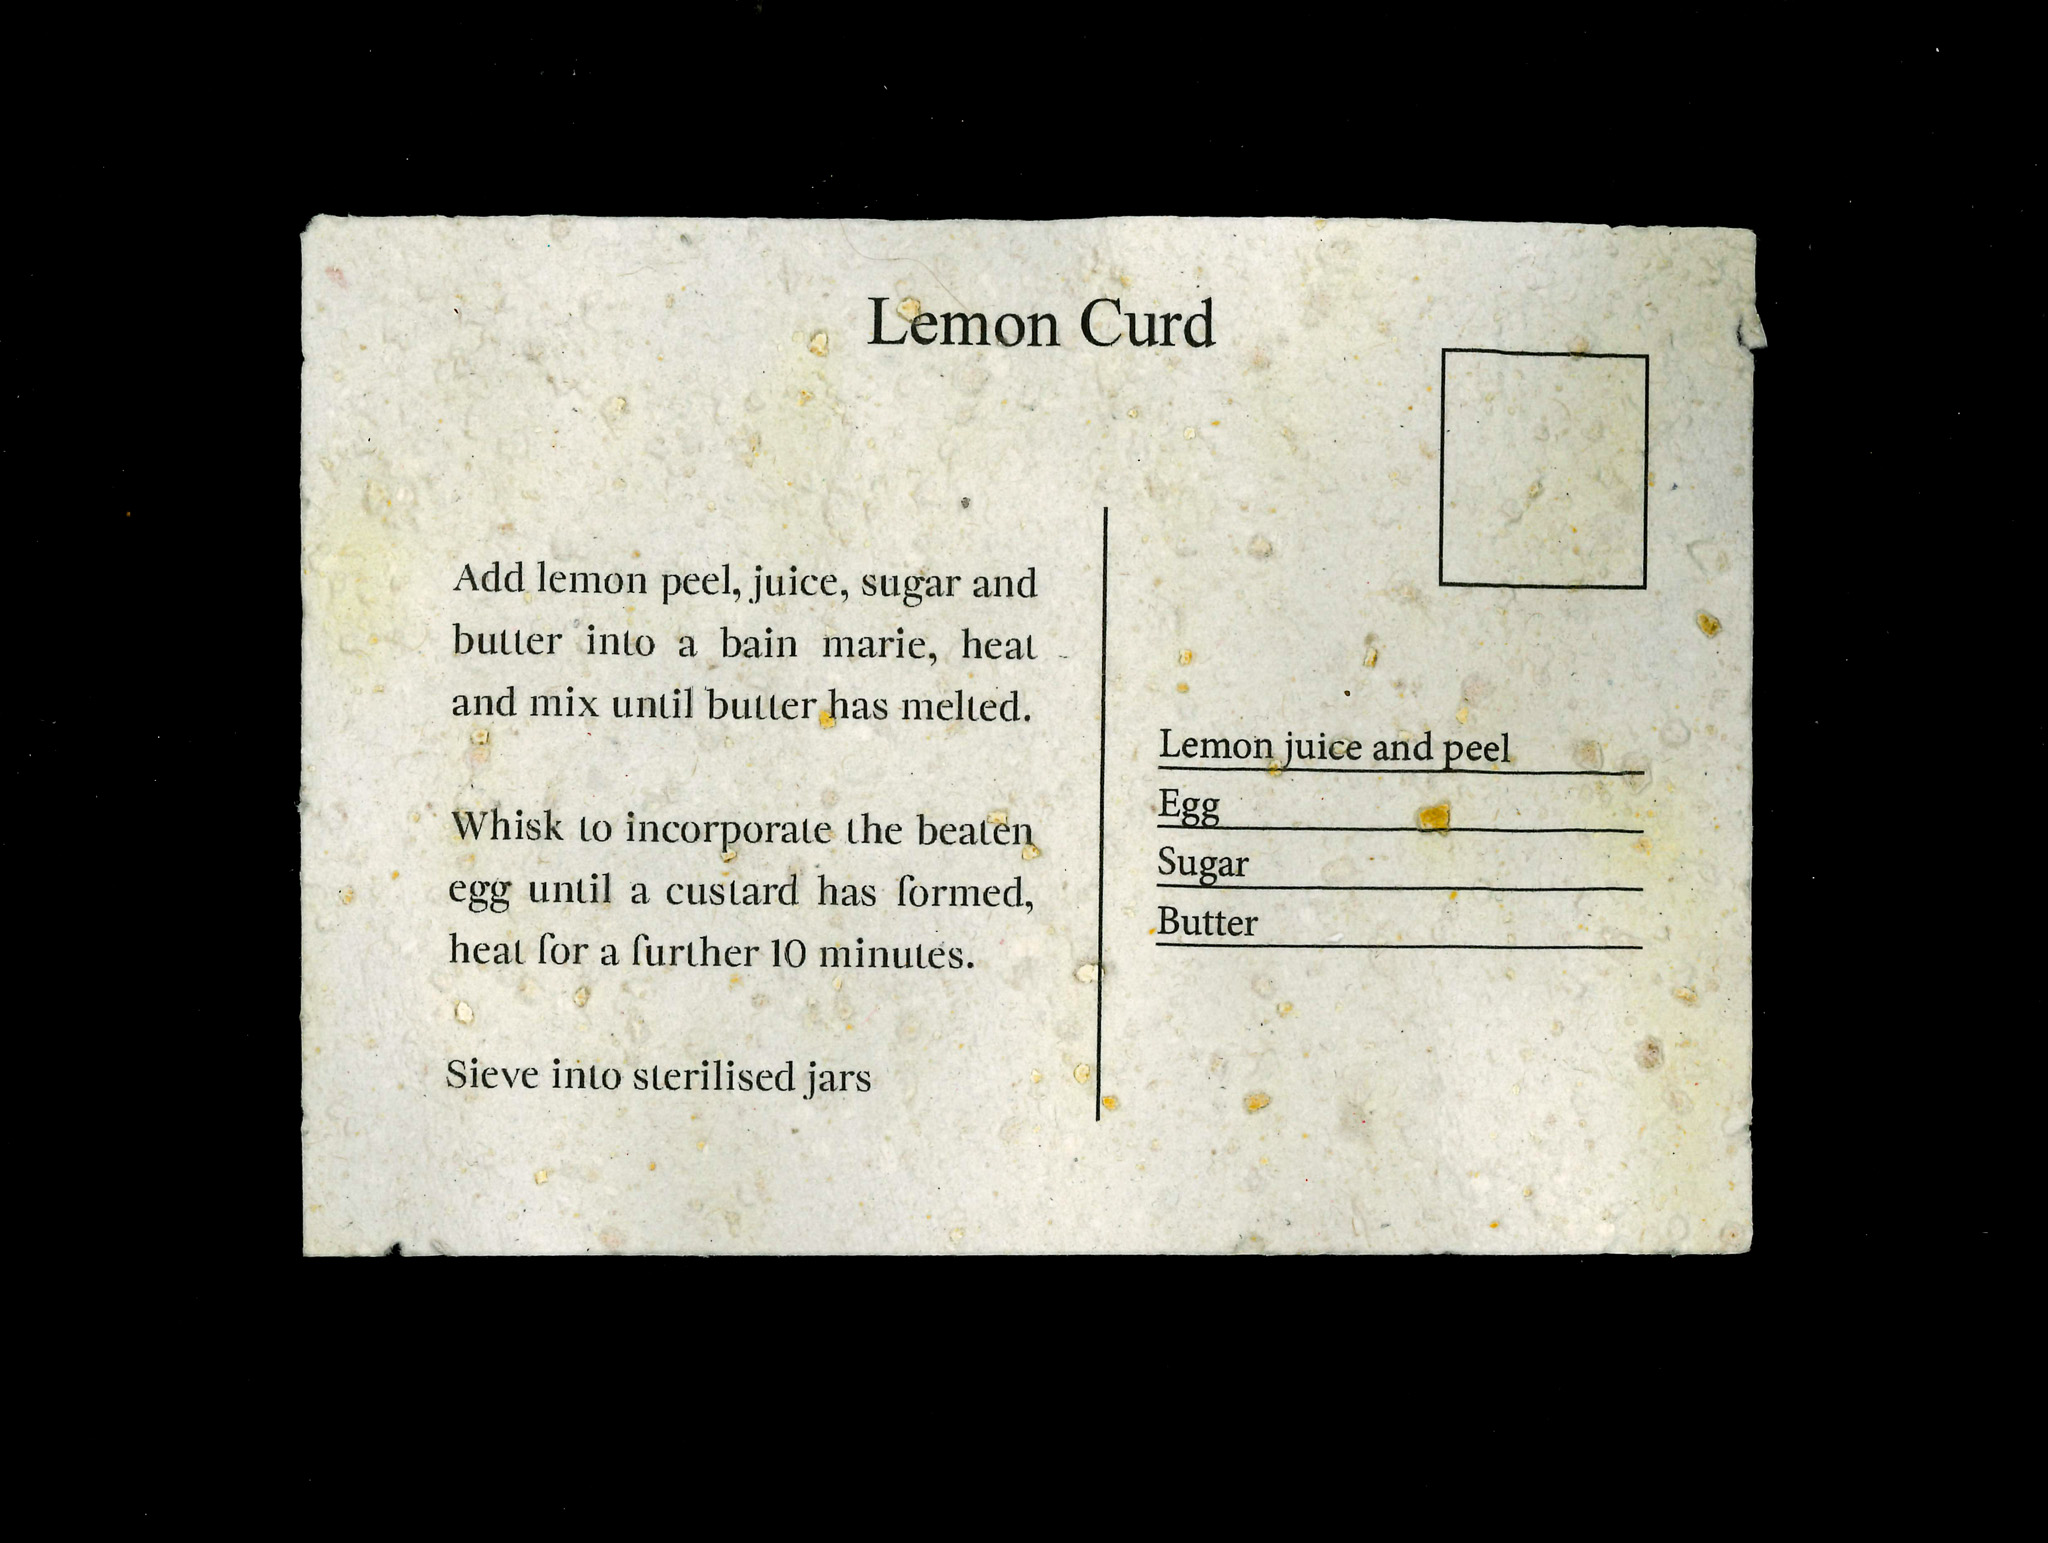 Lemon Curd
Add lemon peel, juice, sugar and
butter into a bain marie, heat
and mix until butter has melted.
Whisk to incorporate the beaten
egg until a custard has formed,
heat for a further 10 minutes.
Sieve into sterilised jars
Lemon juice and peel
Egg
Sugar
Butter